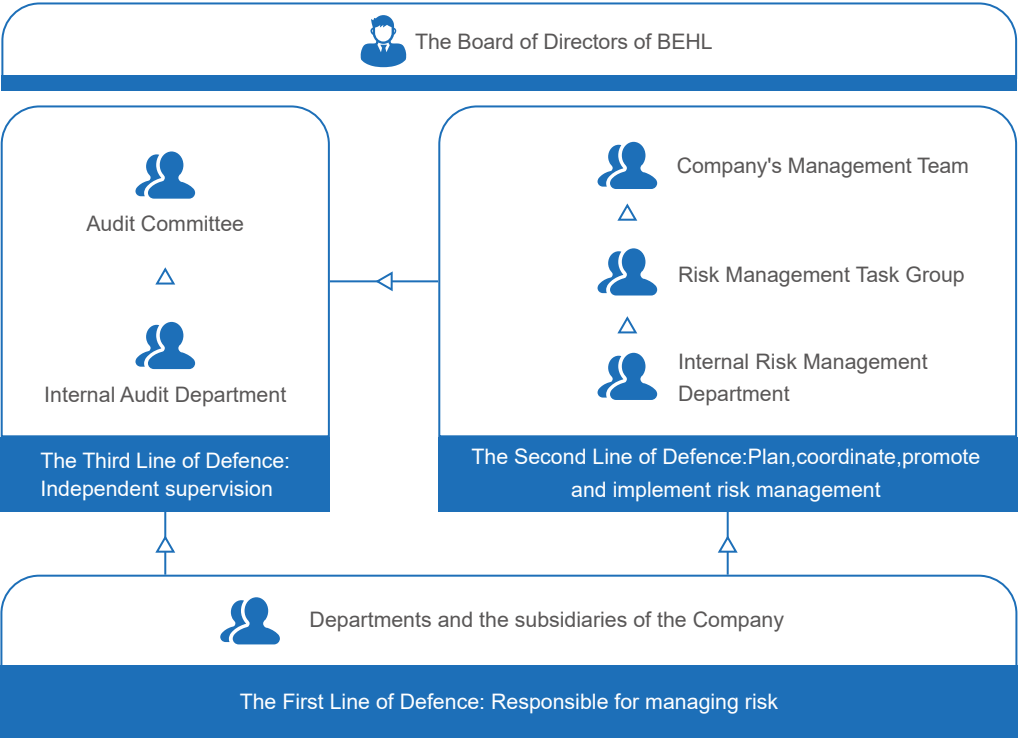 The Board of Directors of BEHL
Audit Committee
Internal Audit Department
The Third Line of Defence:
Independent supervision
Company's Management Team
Risk Management Task Group
Internal Risk Management
Department
The Second Line of Defence:Plan,coordinate,promote
and implement risk management
Departments and the subsidiaries of the Company
The First Line of Defence: Responsible for managing risk